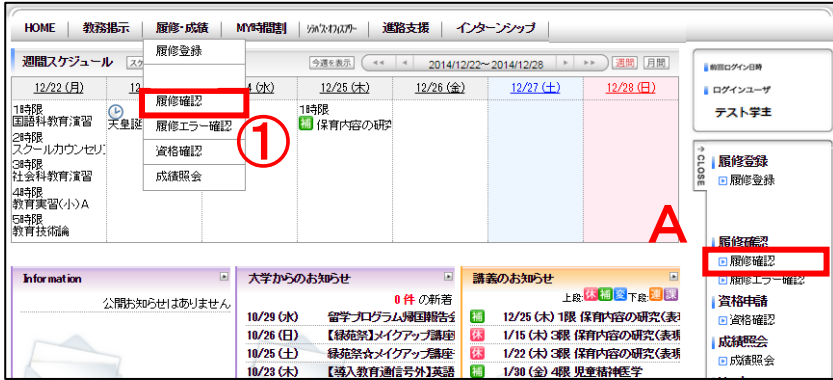 HOME 教務掲示 履修・成績 MY時間割 シラバス・カリキュラム 進路支援 インターンシップ
履修登録
履修確認
履修エラー確認
資格確認
成績照会
①
週間スケジュール
今週を表示 2014/12/22～2014/12/28 週間 月間
12/22 (月) 12 (水) 12/25 (木) 12/26 (金) 12/27 (土) 12/28 (日)
1時限
国語科教育演習
2時限
スクールカウンセリ
3時限
社会科教育演習
4時限
教育実習(小)A
5時限
教育技術論
天皇誕
1時限
補 保育内容の研究
前回ログイン日時
ログインユーザ
テスト学生
CLOSE
履修登録
履修登録
A
履修確認
履修確認
履修エラー確認
資格申請
資格確認
成績照会
成績照会
Information
公開お知らせはありません
大学からのお知らせ
0 件 の新着
10/29 (水) 留学プログラム帰国報告会
10/26 (日) 【緑苑祭】メイクアップ講座
10/25 (土) 緑苑祭☆メイクアップ講座
10/23 (木) 【導入教育通信号外】英語
講義のお知らせ
上段:休補変 下段:連課
補 12/25 (木) 1限 保育内容の研究(表現
休 1/15 (木) 3限 保育内容の研究(表現
休 1/22 (木) 3限 保育内容の研究(表現
補 1/30 (金) 4限 児童精神医学